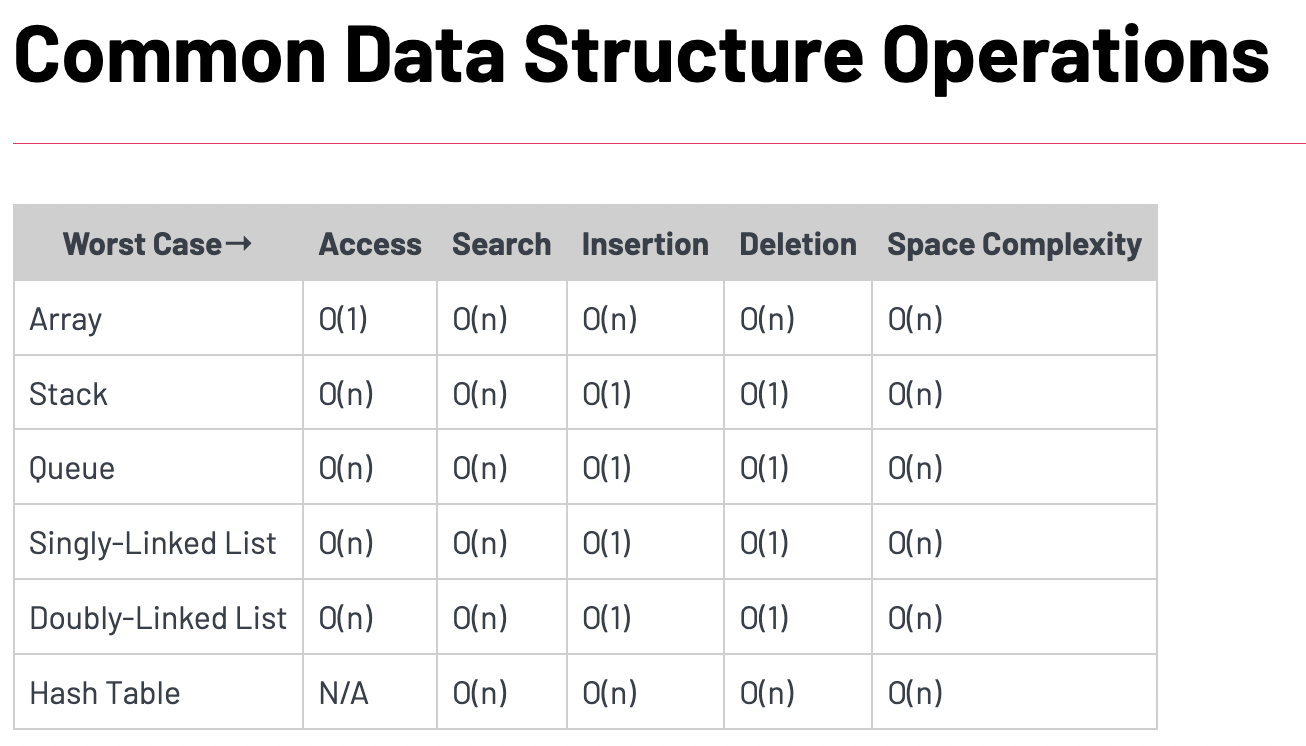 Common Data Structure Operations
Worst Case→ Access Search Insertion Deletion Space Complexity
Array O(1) O(n) O(n) O(n) O(n)
Stack O(n) O(n) O(1) O(1) O(n)
Queue O(n) O(n) O(1) O(1) O(n)
Singly-Linked List O(n) O(n) O(1) O(1) O(n)
Doubly-Linked List O(n) O(n) O(1) O(1) O(n)
Hash Table N/A O(n) O(n) O(n) O(n)